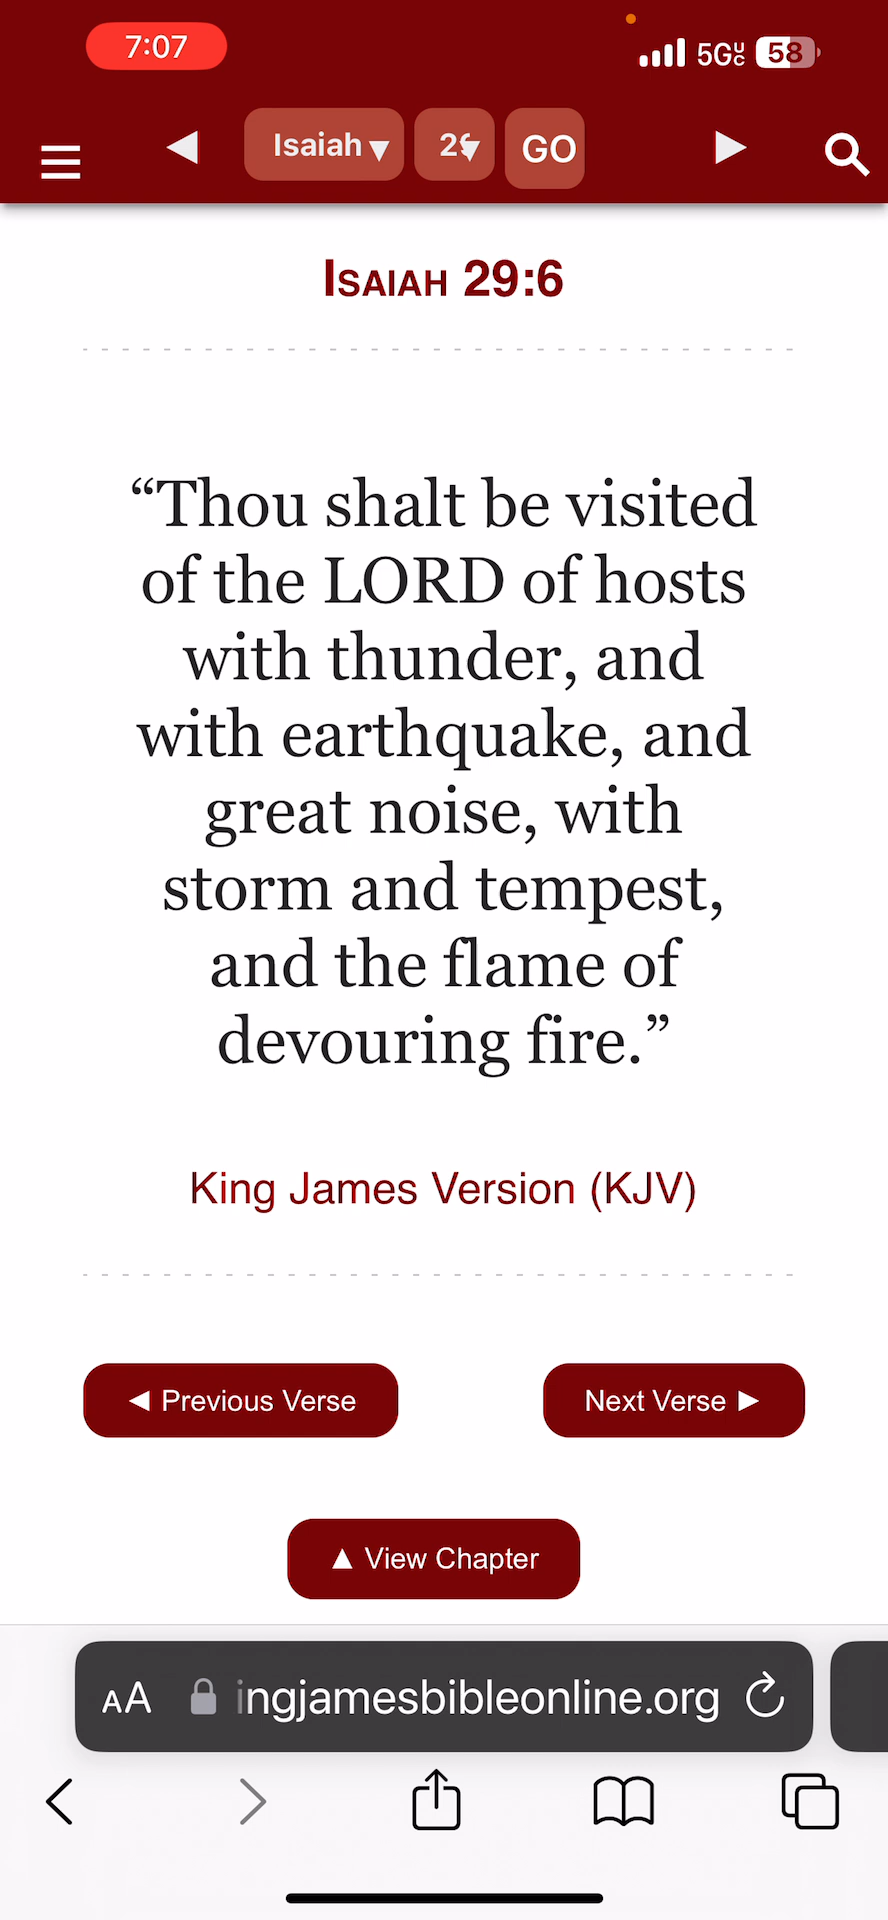 7:07
5G
58
Isaiah
GO
ISAIAH 29:6
“Thou shalt be visited
of the LORD of hosts
with thunder, and
with earthquake, and
great noise, with
storm and tempest,
and the flame of
devouring fire.”
King James Version (KJV)
Previous Verse
Next Verse
View Chapter
AA
ingjamesbibleonline.org